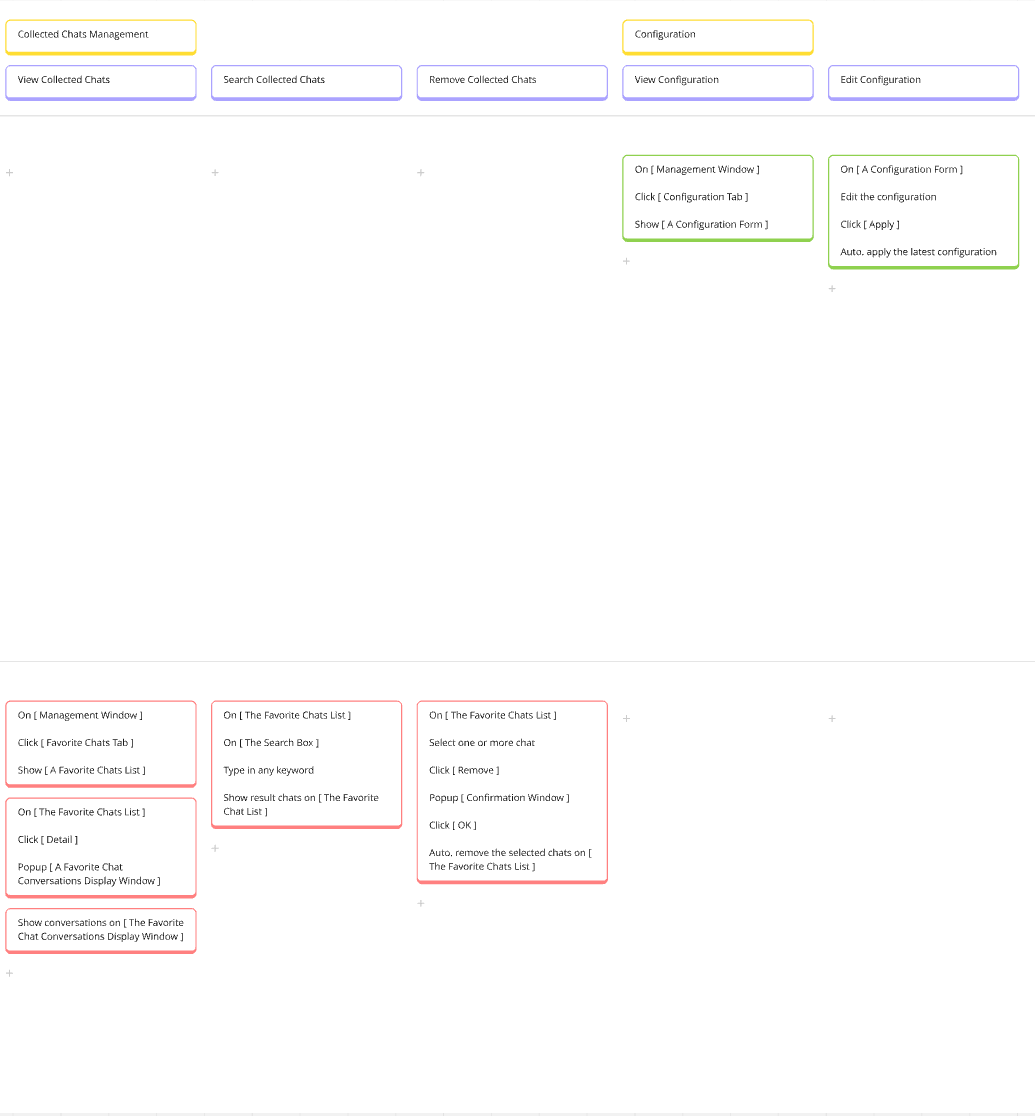 Collected Chats Management
Configuration
View Collected Chats
Search Collected Chats
Remove Collected Chats
View Configuration
Edit Configuration
On [ Management Window ]
Click [ Configuration Tab ]
Show [ A Configuration Form ]
On [ A Configuration Form ]
Edit the configuration
Click [ Apply ]
Auto, apply the latest configuration
On [ Management Window ]
Click [ Favorite Chats Tab ]
Show [ A Favorite Chats List ]
On [ The Favorite Chats List ]
Click [ Detail ]
Popup [ A Favorite Chat
Conversations Display Window ]
Show conversations on [ The Favorite
Chat Conversations Display Window ]
On [ The Favorite Chats List ]
On [ The Search Box ]
Type in any keyword
Show result chats on [ The Favorite
Chat List ]
On [ The Favorite Chats List ]
Select one or more chat
Click [ Remove ]
Popup [ Confirmation Window ]
Click [ OK ]
Auto, remove the selected chats on [
The Favorite Chats List ]